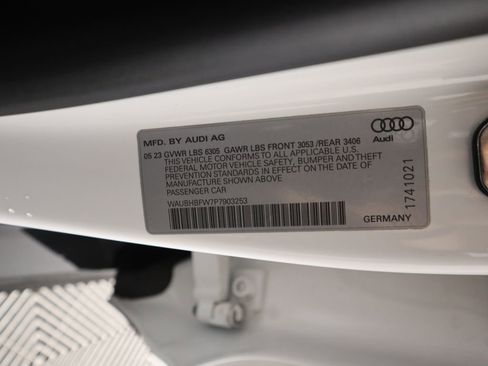 MFD. BY AUDI AG
05 23 GVWR LBS 6305 GAWR LBS FRONT 3053 /REAR 3406
THIS VEHICLE CONFORMS TO ALL APPLICABLE U.S.
FEDERAL MOTOR VEHICLE SAFETY, BUMPER AND THEFT
PREVENTION STANDARDS IN EFFECT ON THE DATE OF
MANUFACTURE SHOWN ABOVE
PASSENGER CAR
WAUBHBFW7P7903253
Audi
1741021
GERMANY